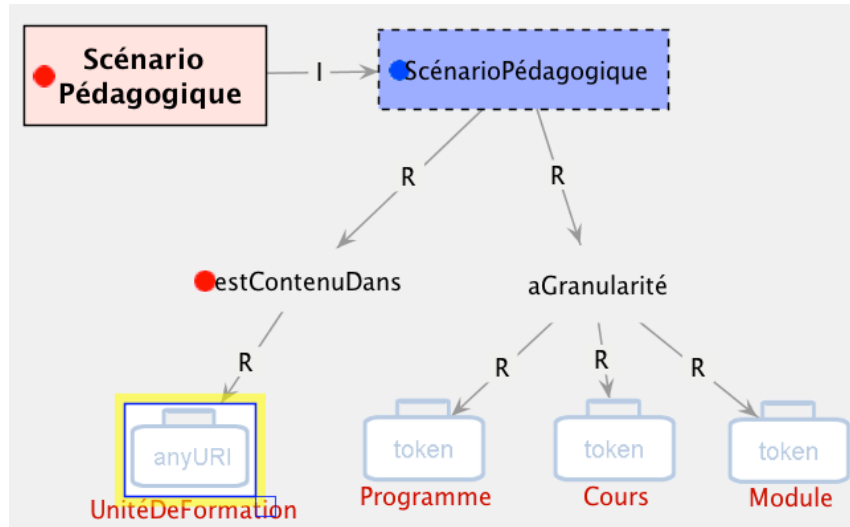 Scénario
Pédagogique
I
ScénarioPédagogique
R
R
estContenuDans
aGranularité
R
R
R
R
anyURI
token
token
token
UnitéDeFormation
Programme
Cours
Module